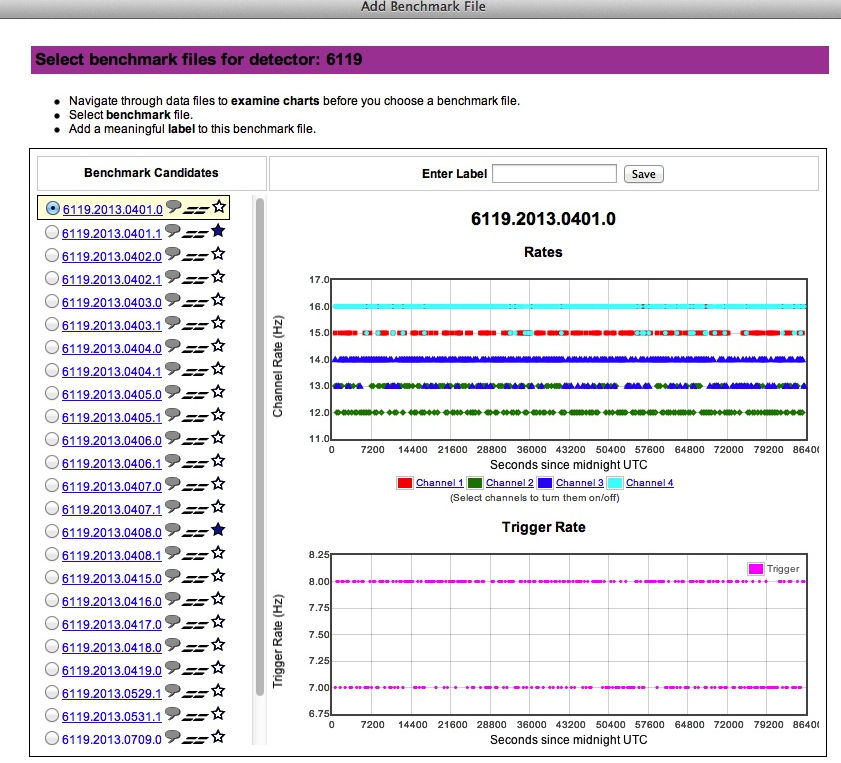 Add Benchmark File
Select benchmark files for detector: 6119
Navigate through data files to examine charts before you choose a benchmark file.
Select benchmark file.
Add a meaningful label to this benchmark file.
Benchmark Candidates
Enter Label
Save
6119.2013.0401.0
6119.2013.0401.1
6119.2013.0402.0
6119.2013.0402.1
6119.2013.0403.0
6119.2013.0403.1
6119.2013.0404.0
6119.2013.0404.1
6119.2013.0405.0
6119.2013.0405.1
6119.2013.0406.0
6119.2013.0406.1
6119.2013.0407.0
6119.2013.0407.1
6119.2013.0408.0
6119.2013.0408.1
6119.2013.0415.0
6119.2013.0416.0
6119.2013.0417.0
6119.2013.0418.0
6119.2013.0419.0
6119.2013.0529.1
6119.2013.0531.1
6119.2013.0709.0
6119.2013.0401.0
Rates
Channel Rate (Hz)
17.0
16.0
15.0
14.0
13.0
12.0
11.0
0 7200 14400 21600 28800 36000 43200 50400 57600 64800 72000 79200 8640
Seconds since midnight UTC
Channel 1 Channel 2 Channel 3 Channel 4
(Select channels to turn them on/off)
Trigger Rate
Trigger Rate (Hz)
8.25
8.00
7.75
7.50
7.25
7.00
6.75
Trigger
0 7200 14400 21600 28800 36000 43200 50400 57600 64800 72000 79200 8640
Seconds since midnight UTC